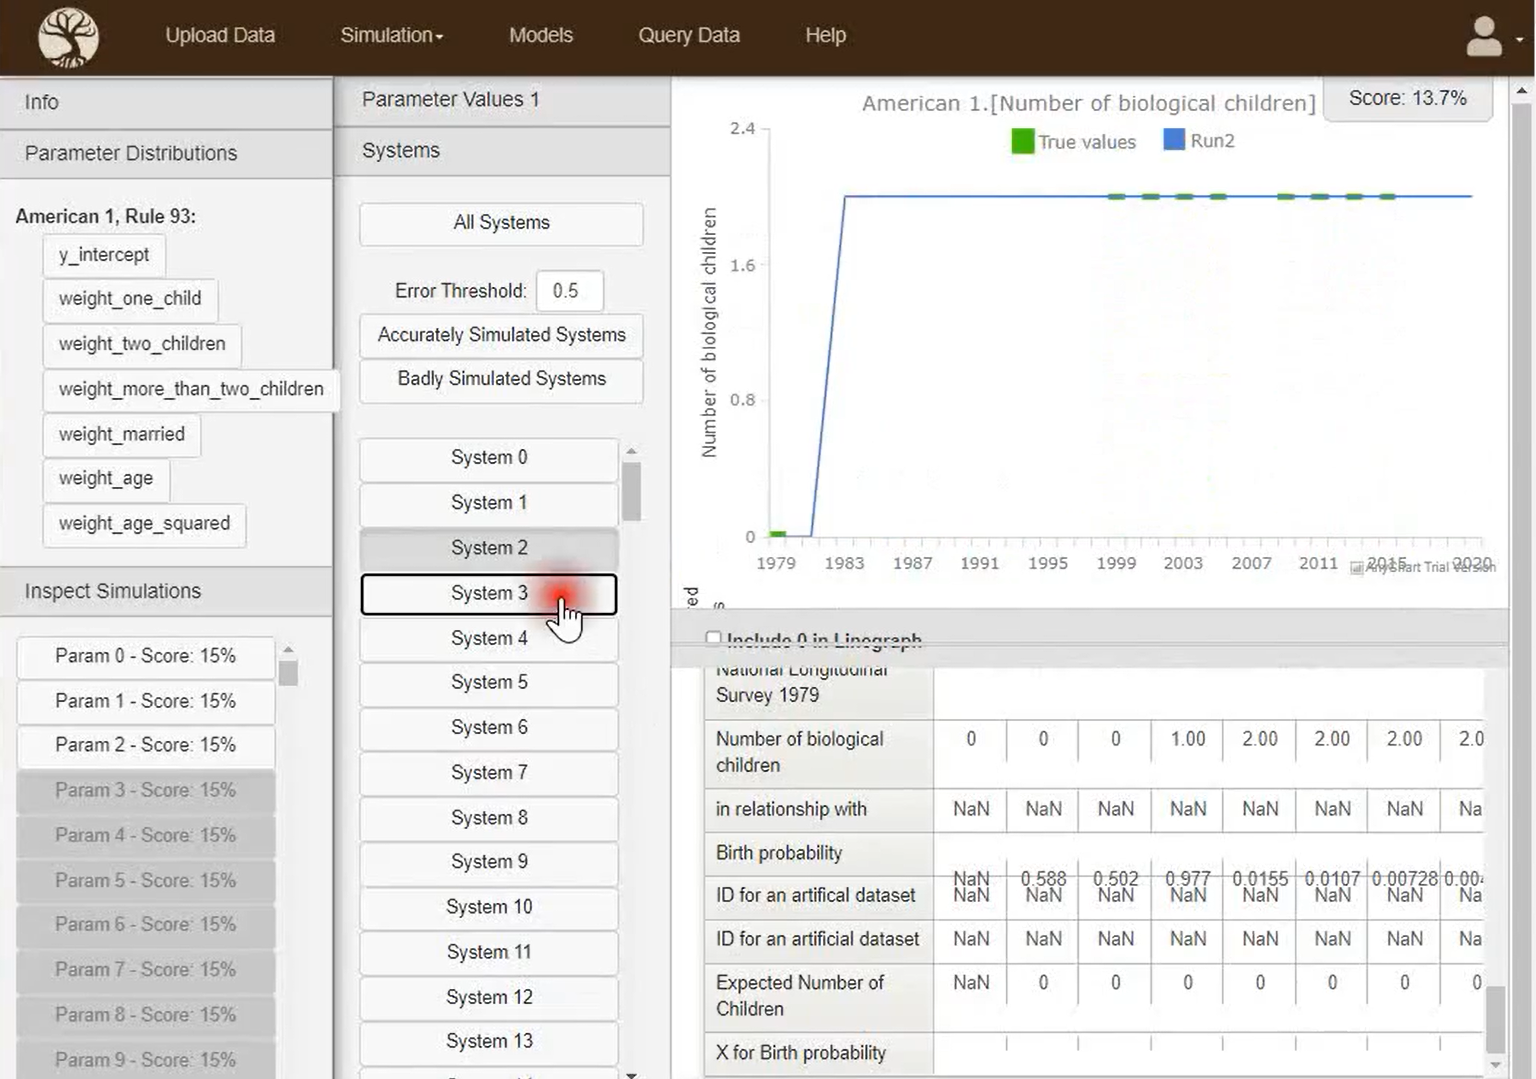 Upload Data
Simulation
Models
Query Data
Help
Info
Parameter Distributions
American 1, Rule 93:
y_intercept
weight_one_child
weight_two_children
weight_more_than_two_children
weight_married
weight_age
weight_age_squared
Inspect Simulations
Param 0 - Score: 15%
Param 1 - Score: 15%
Param 2 - Score: 15%
Param 3 - Score: 15%
Param 4 - Score: 15%
Param 5 - Score: 15%
Param 6 - Score: 15%
Param 7 - Score: 15%
Param 8 - Score: 15%
Param 9 - Score: 15%
Parameter Values 1
Systems
All Systems
Error Threshold: 0.5
Accurately Simulated Systems
Badly Simulated Systems
System 0
System 1
System 2
System 3
System 4
System 5
System 6
System 7
System 8
System 9
System 10
System 11
System 12
System 13
American 1.[Number of biological children]
Score: 13.7%
True values
Run2
Number of biological children
2.4
1.6
0.8
0
1979 1983 1987 1991 1995 1999 2003 2007 2011 2015 2020
AnyChart Trial Version
Include 0 in Linegraph
National Longitudinal
Survey 1979
Number of biological
children
0 0 0 1.00 2.00 2.00 2.00 2.0
in relationship with
NaN NaN NaN NaN NaN NaN NaN Na
Birth probability
NaN 0.588 0.502 0.977 0.0155 0.0107 0.00728 0.004
ID for an artifical dataset
NaN NaN NaN NaN NaN NaN NaN Na
ID for an artificial dataset
NaN NaN NaN NaN NaN NaN NaN Na
Expected Number of
Children
NaN 0 0 0 0 0 0 0
X for Birth probability